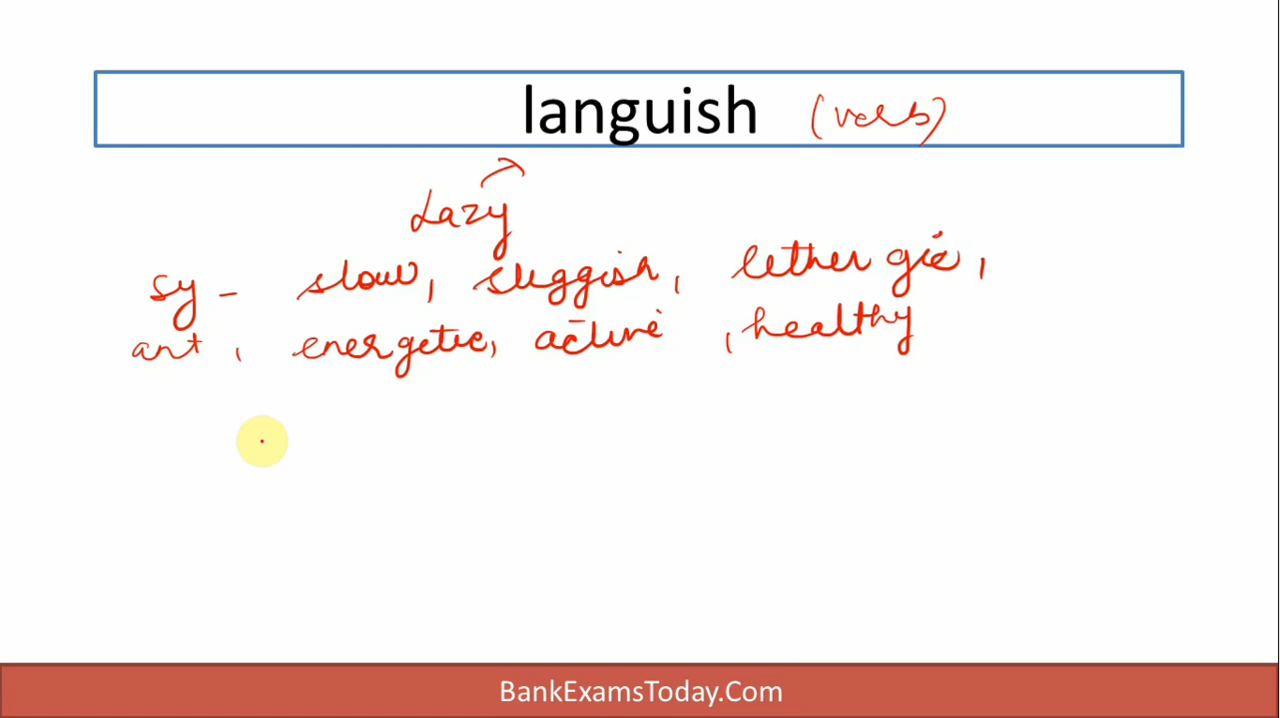 languish (verb)
Lazy
sy - slow, sluggish, lethergic,
ant, energetic, active, healthy
BankExamsToday.Com